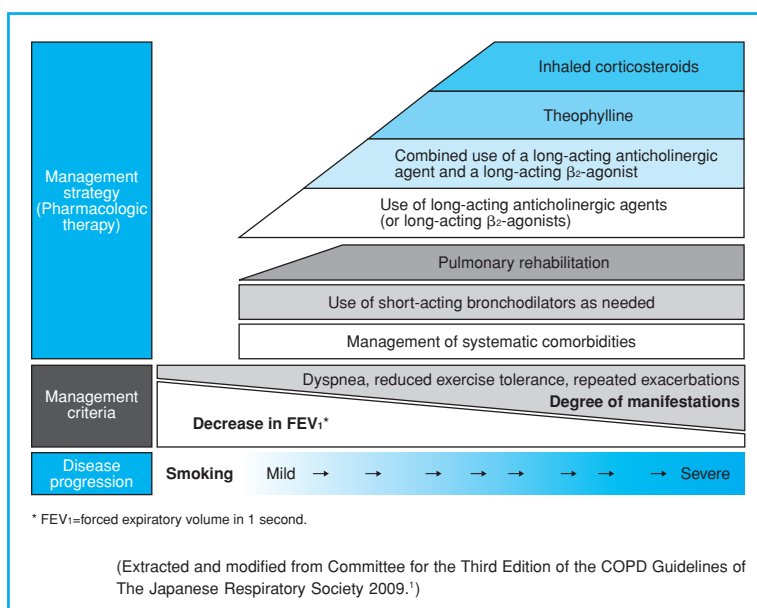 Management
strategy
(Pharmacologic
therapy)
Inhaled corticosteroids
Theophylline
Combined use of a long-acting anticholinergic
agent and a long-acting β₂-agonist
Use of long-acting anticholinergic agents
(or long-acting β₂-agonists)
Pulmonary rehabilitation
Use of short-acting bronchodilators as needed
Management of systematic comorbidities
Management
criteria
Dyspnea, reduced exercise tolerance, repeated exacerbations
Degree of manifestations
Decrease in FEV₁*
Disease
progression
Smoking Mild → → → → → → → → Severe
* FEV₁=forced expiratory volume in 1 second.
(Extracted and modified from Committee for the Third Edition of the COPD Guidelines of
The Japanese Respiratory Society 2009.¹)